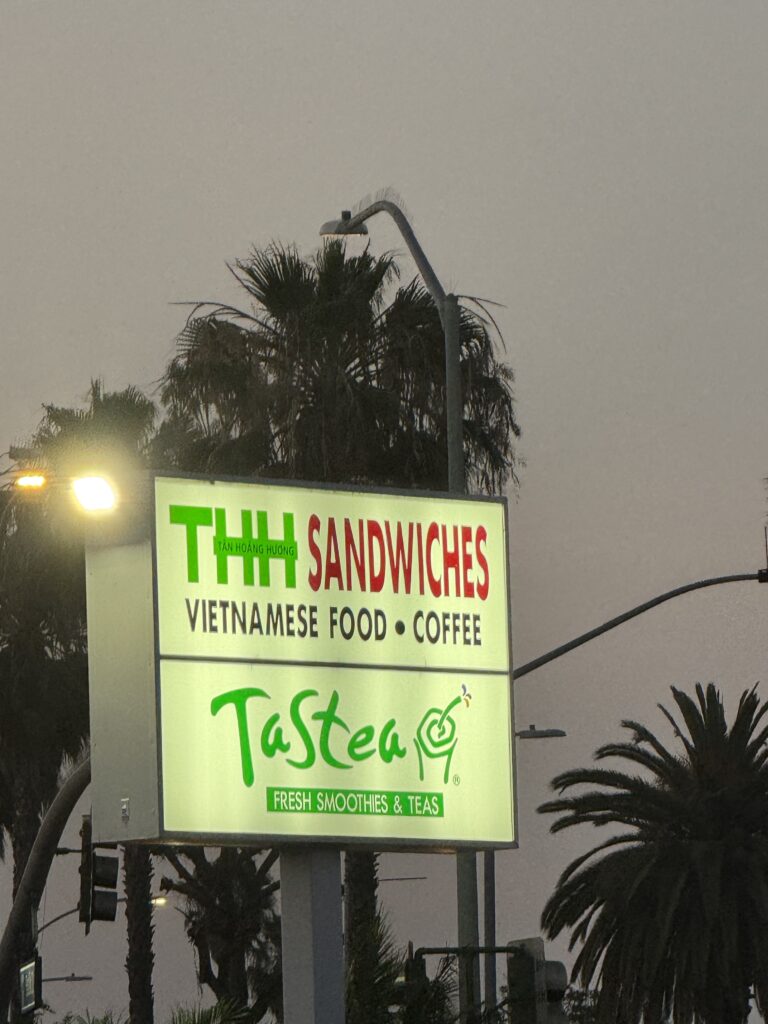 THH SANDWICHES
TÂN HOÀNG HƯƠNG
VIETNAMESE FOOD • COFFEE
TaStea
®
FRESH SMOOTHIES & TEAS